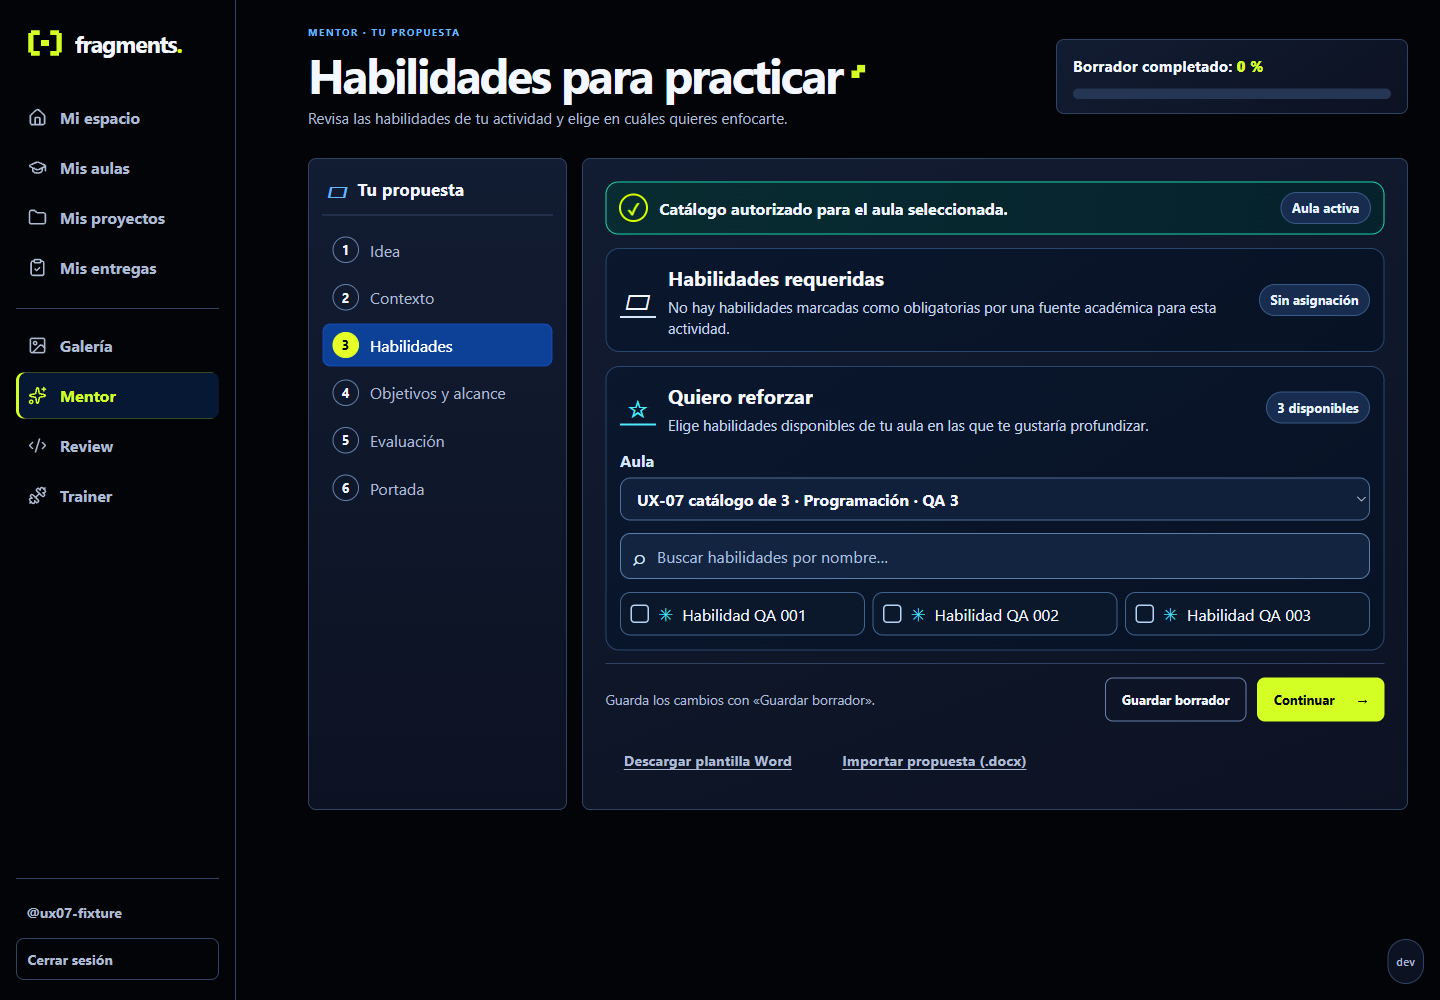 fragments.
Mi espacio
Mis aulas
Mis proyectos
Mis entregas
Galería
Mentor
Review
Trainer
@ux07-fixture
Cerrar sesión
MENTOR · TU PROPUESTA
Habilidades para practicar
Revisa las habilidades de tu actividad y elige en cuáles quieres enfocarte.
Borrador completado: 0 %
Tu propuesta
1 Idea
2 Contexto
3 Habilidades
4 Objetivos y alcance
5 Evaluación
6 Portada
Catálogo autorizado para el aula seleccionada.
Aula activa
Habilidades requeridas
No hay habilidades marcadas como obligatorias por una fuente académica para esta
actividad.
Sin asignación
Quiero reforzar
Elige habilidades disponibles de tu aula en las que te gustaría profundizar.
3 disponibles
Aula
UX-07 catálogo de 3 · Programación · QA 3
Buscar habilidades por nombre...
Habilidad QA 001
Habilidad QA 002
Habilidad QA 003
Guarda los cambios con «Guardar borrador».
Guardar borrador
Continuar →
Descargar plantilla Word
Importar propuesta (.docx)
dev